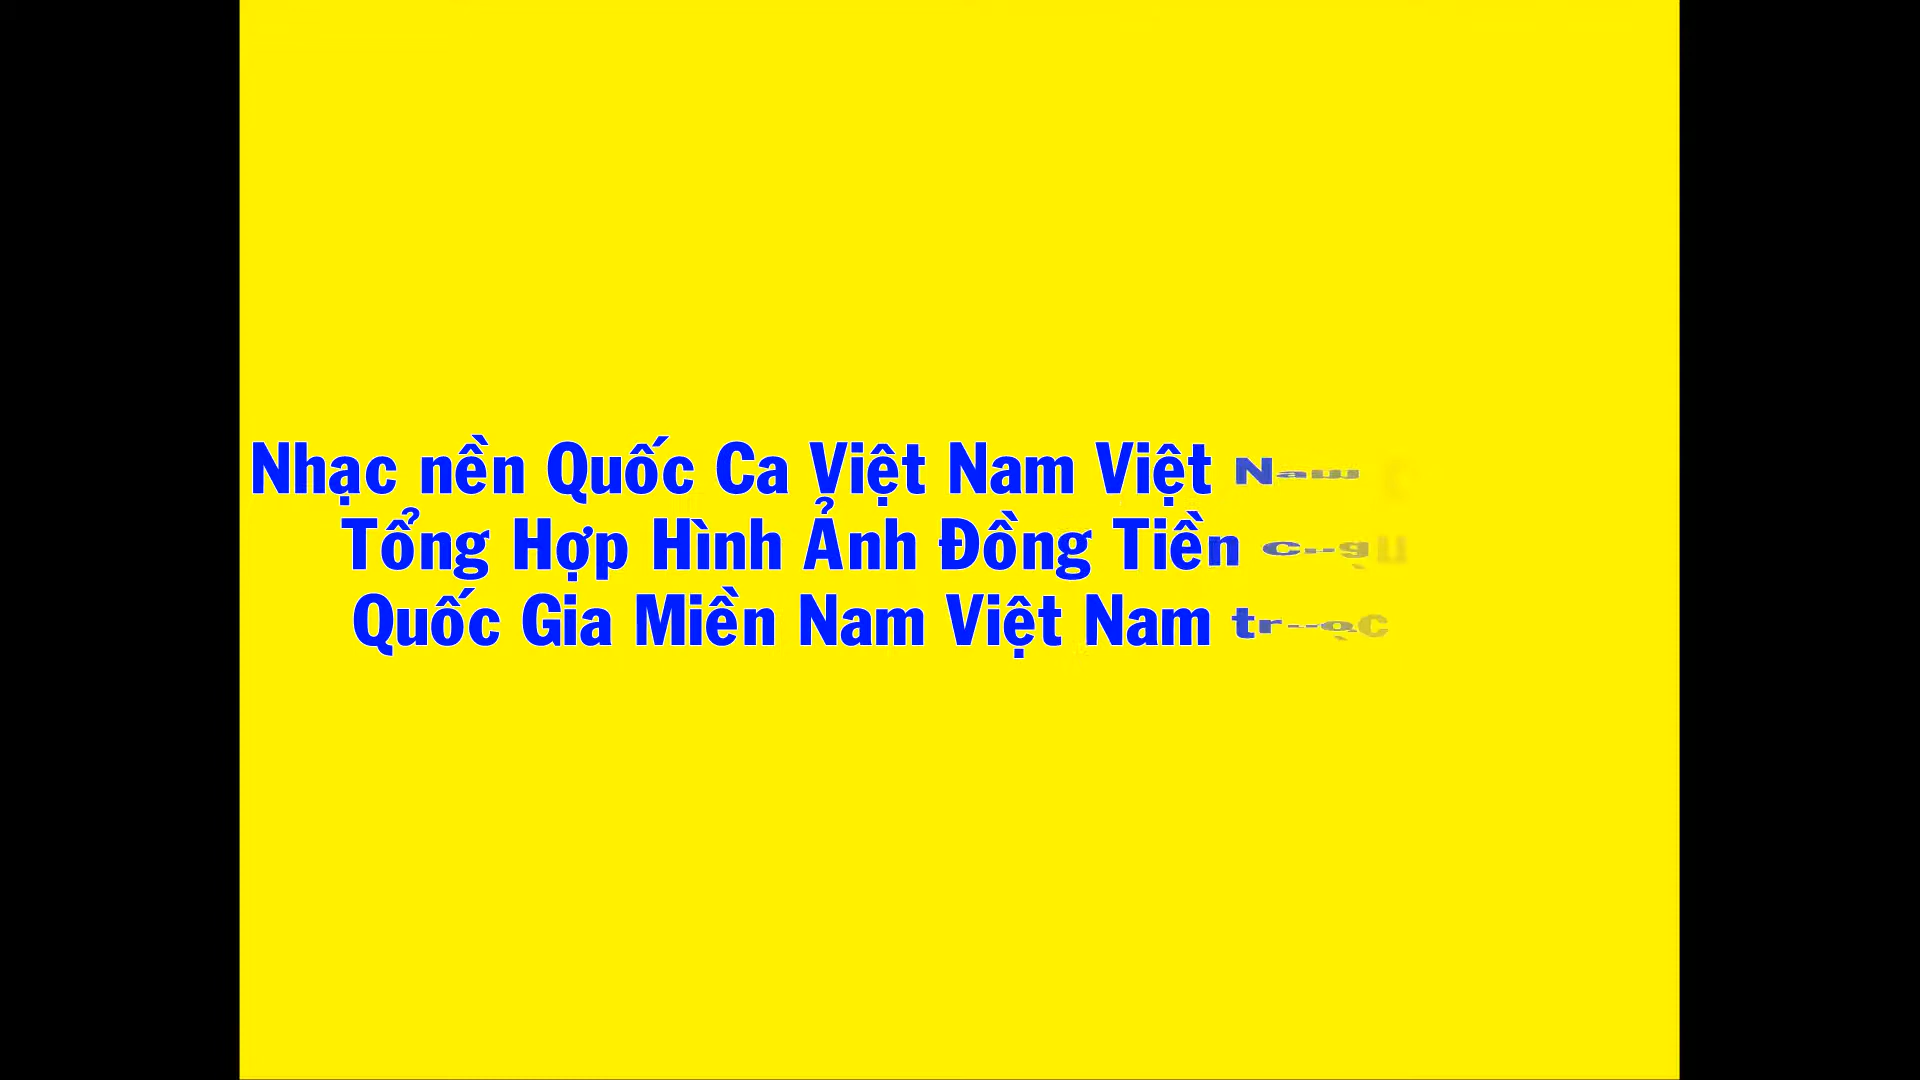 Nhạc nền Quốc Ca Việt Nam Việt Nam
Tổng Hợp Hình Ảnh Đồng Tiền
Quốc Gia Miền Nam Việt Nam